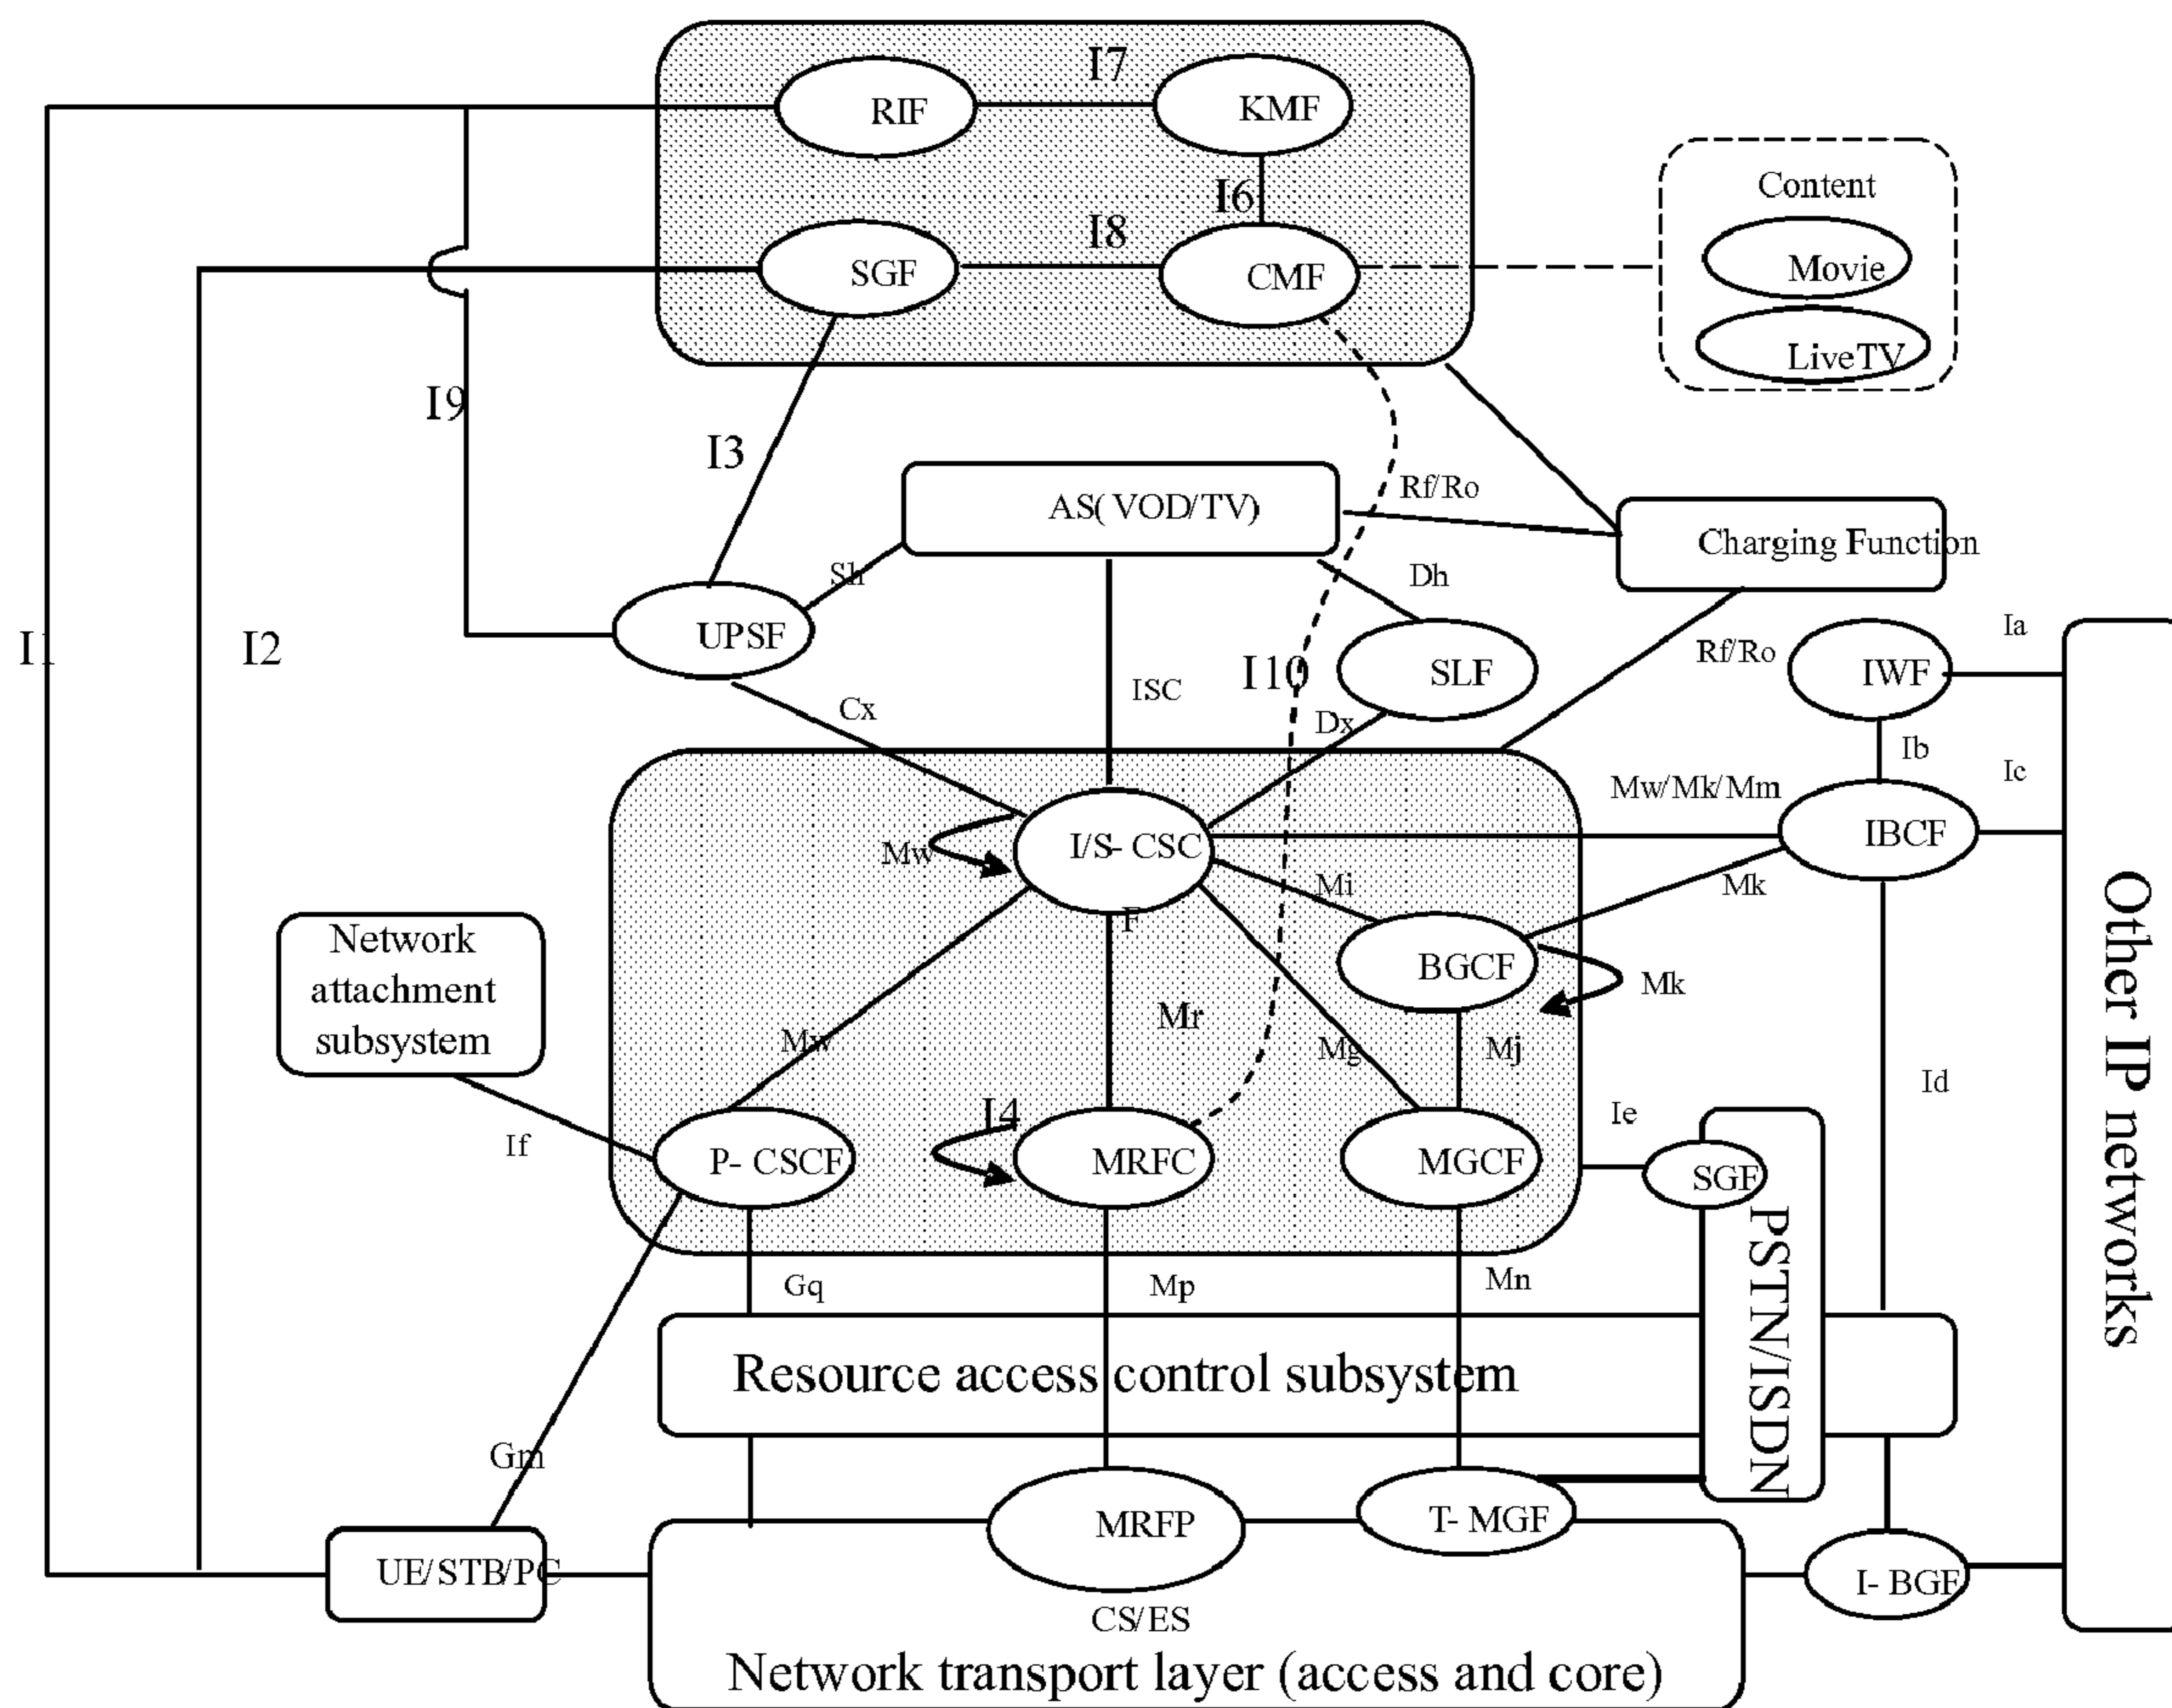 I7
RIF
KMF
I6
Content
I8
SGF
CMF
Movie
LiveTV
I9
I3
AS( VOD/TV)
Rf/Ro
Charging Function
Sh
Dh
UPSF
I1
I2
ISC
I10
SLF
Rf/Ro
IWF
Ia
Cx
Dx
Ib
Ic
Mw/Mk/Mm
Mw
I/S- CSC
F
IBCF
Mi
Mk
Network
attachment
subsystem
BGCF
Mk
Mr
Mw
Mg
Mj
Id
Other IP networks
I4
Ie
If
P- CSCF
MRFC
MGCF
SGF
PSTN/ISDN
Gq
Mp
Mn
Resource access control subsystem
Gm
MRFP
T- MGF
UE/STB/PC
I- BGF
CS/ES
Network transport layer (access and core)